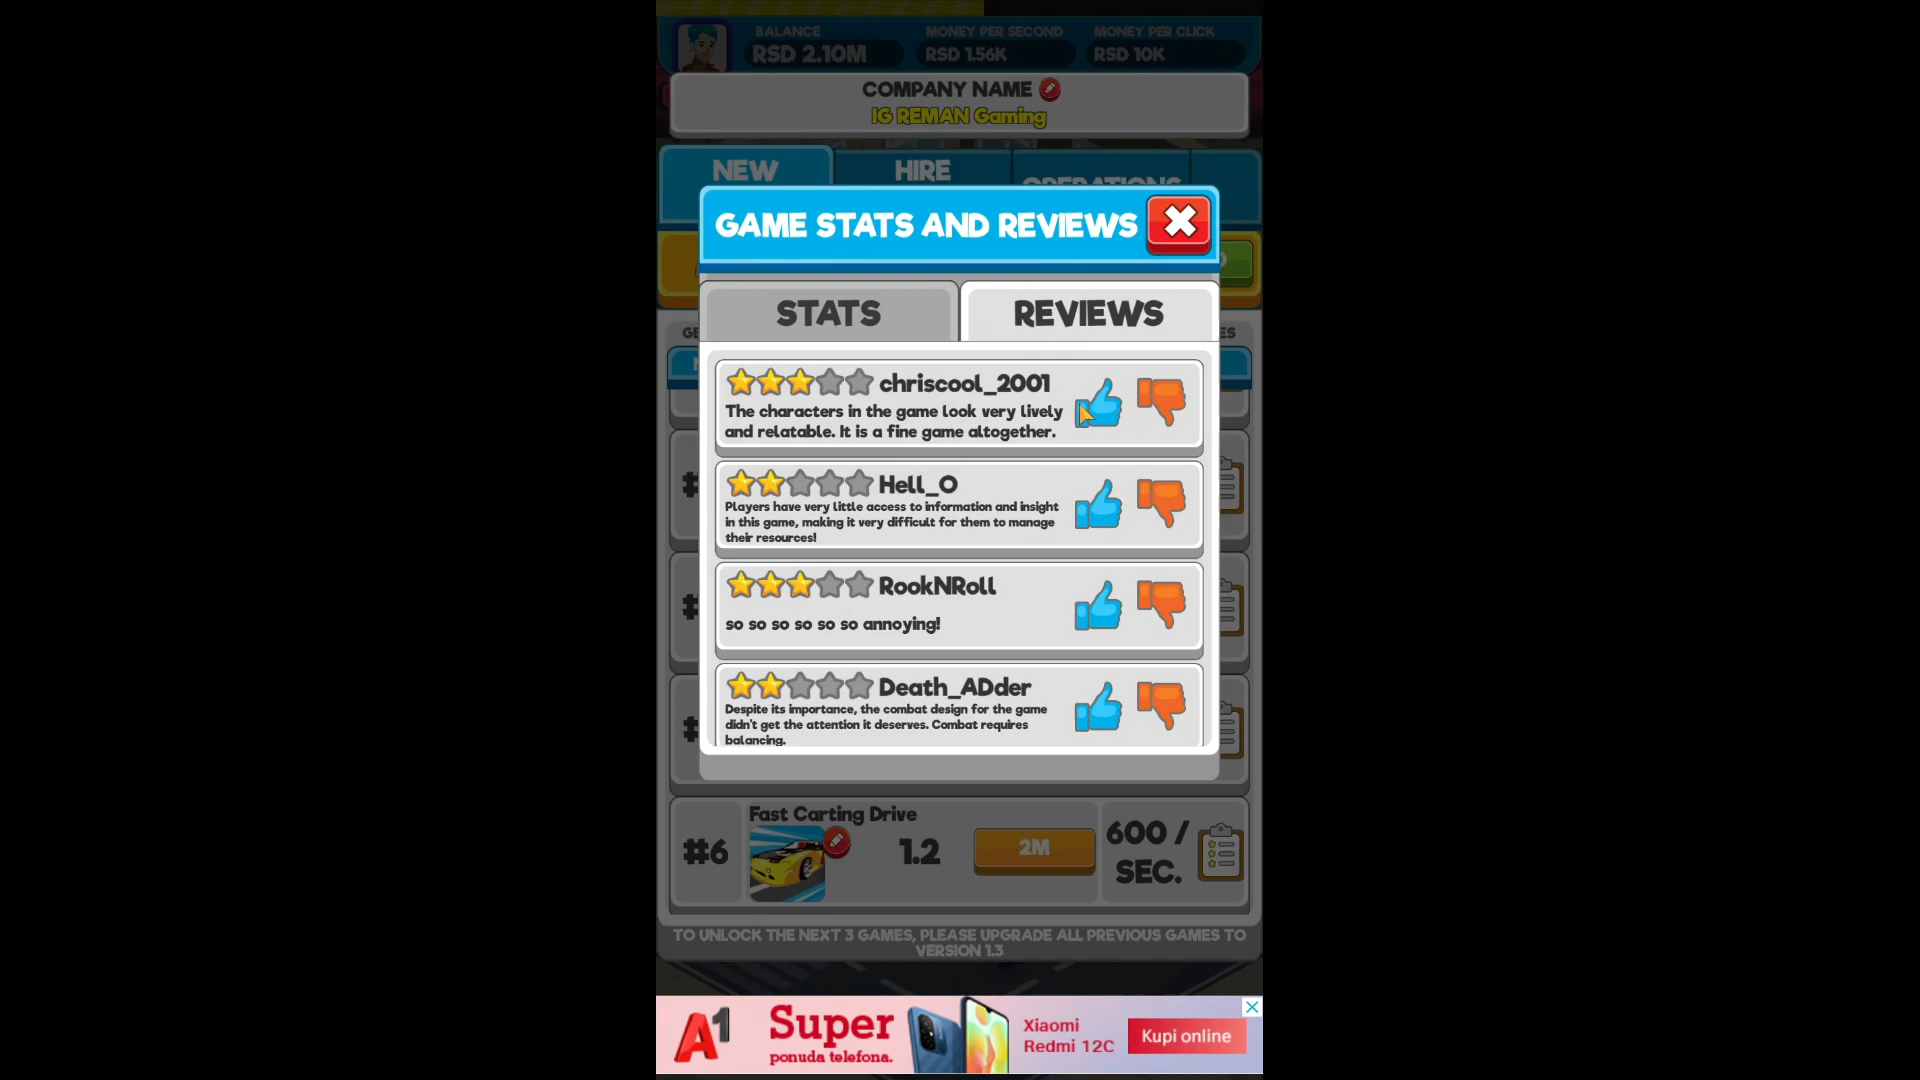 BALANCE
RSD 2.10M
MONEY PER SECOND
RSD 1.56K
MONEY PER CLICK
RSD 10K
COMPANY NAME
IG REMAN Gaming
NEW
HIRE
OPERATIONS
GAME STATS AND REVIEWS
STATS
REVIEWS
chriscool_2001
The characters in the game look very lively
and relatable. It is a fine game altogether.
Hell_O
Players have very little access to information and insight
in this game, making it very difficult for them to manage
their resources!
RookNRoll
so so so so so so annoying!
Death_ADder
Despite its importance, the combat design for the game
didn't get the attention it deserves. Combat requires
balancing.
#6
Fast Carting Drive
1.2
2M
600 /
SEC.
TO UNLOCK THE NEXT 3 GAMES, PLEASE UPGRADE ALL PREVIOUS GAMES TO
VERSION 1.3
A1
Super
ponuda telefona.
Xiaomi
Redmi 12C
Kupi online